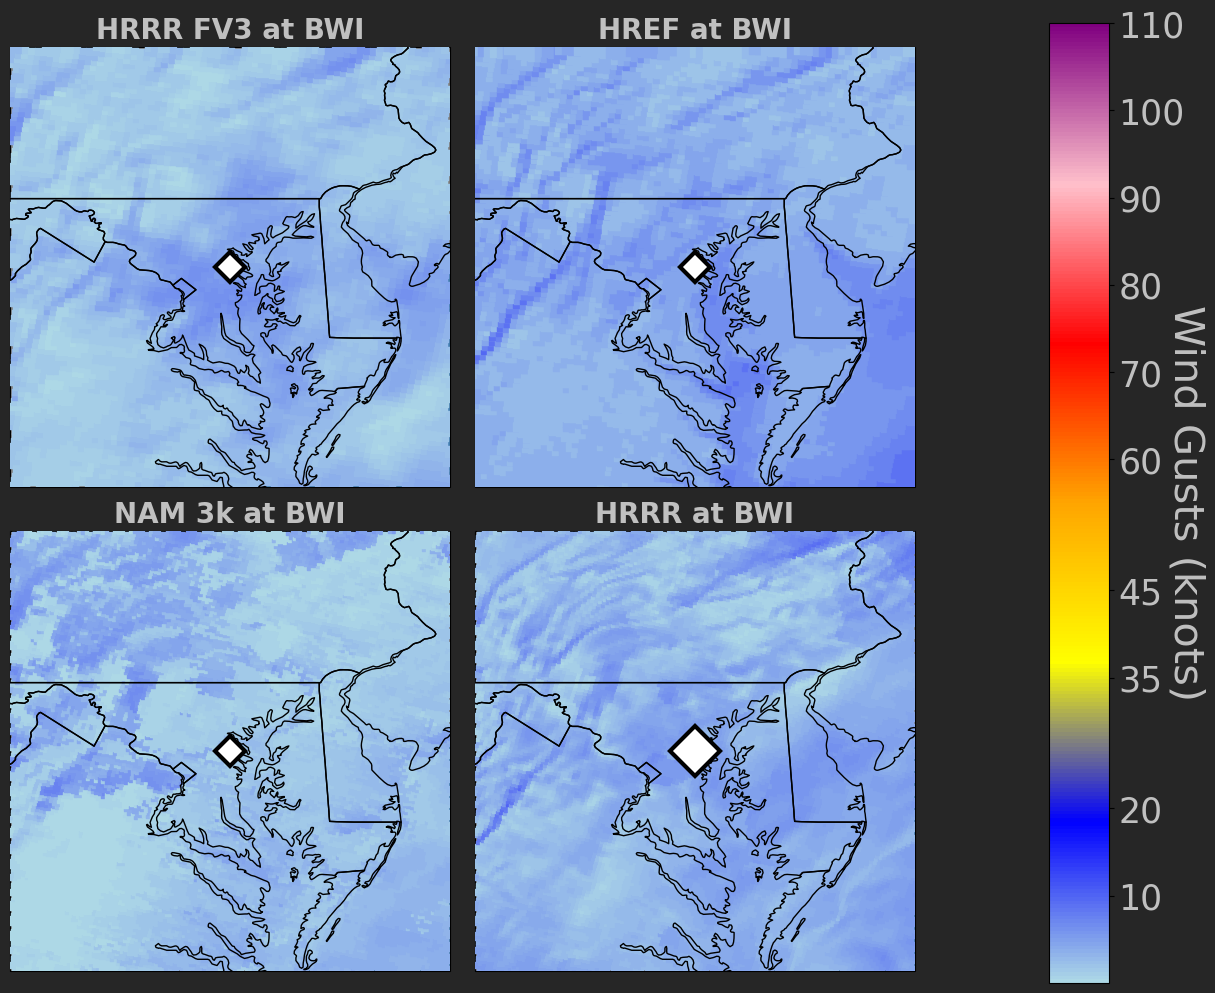 HRRR FV3 at BWI
HREF at BWI
NAM 3k at BWI
HRRR at BWI
110
100
90
80
70
60
45
35
20
10
Wind Gusts (knots)